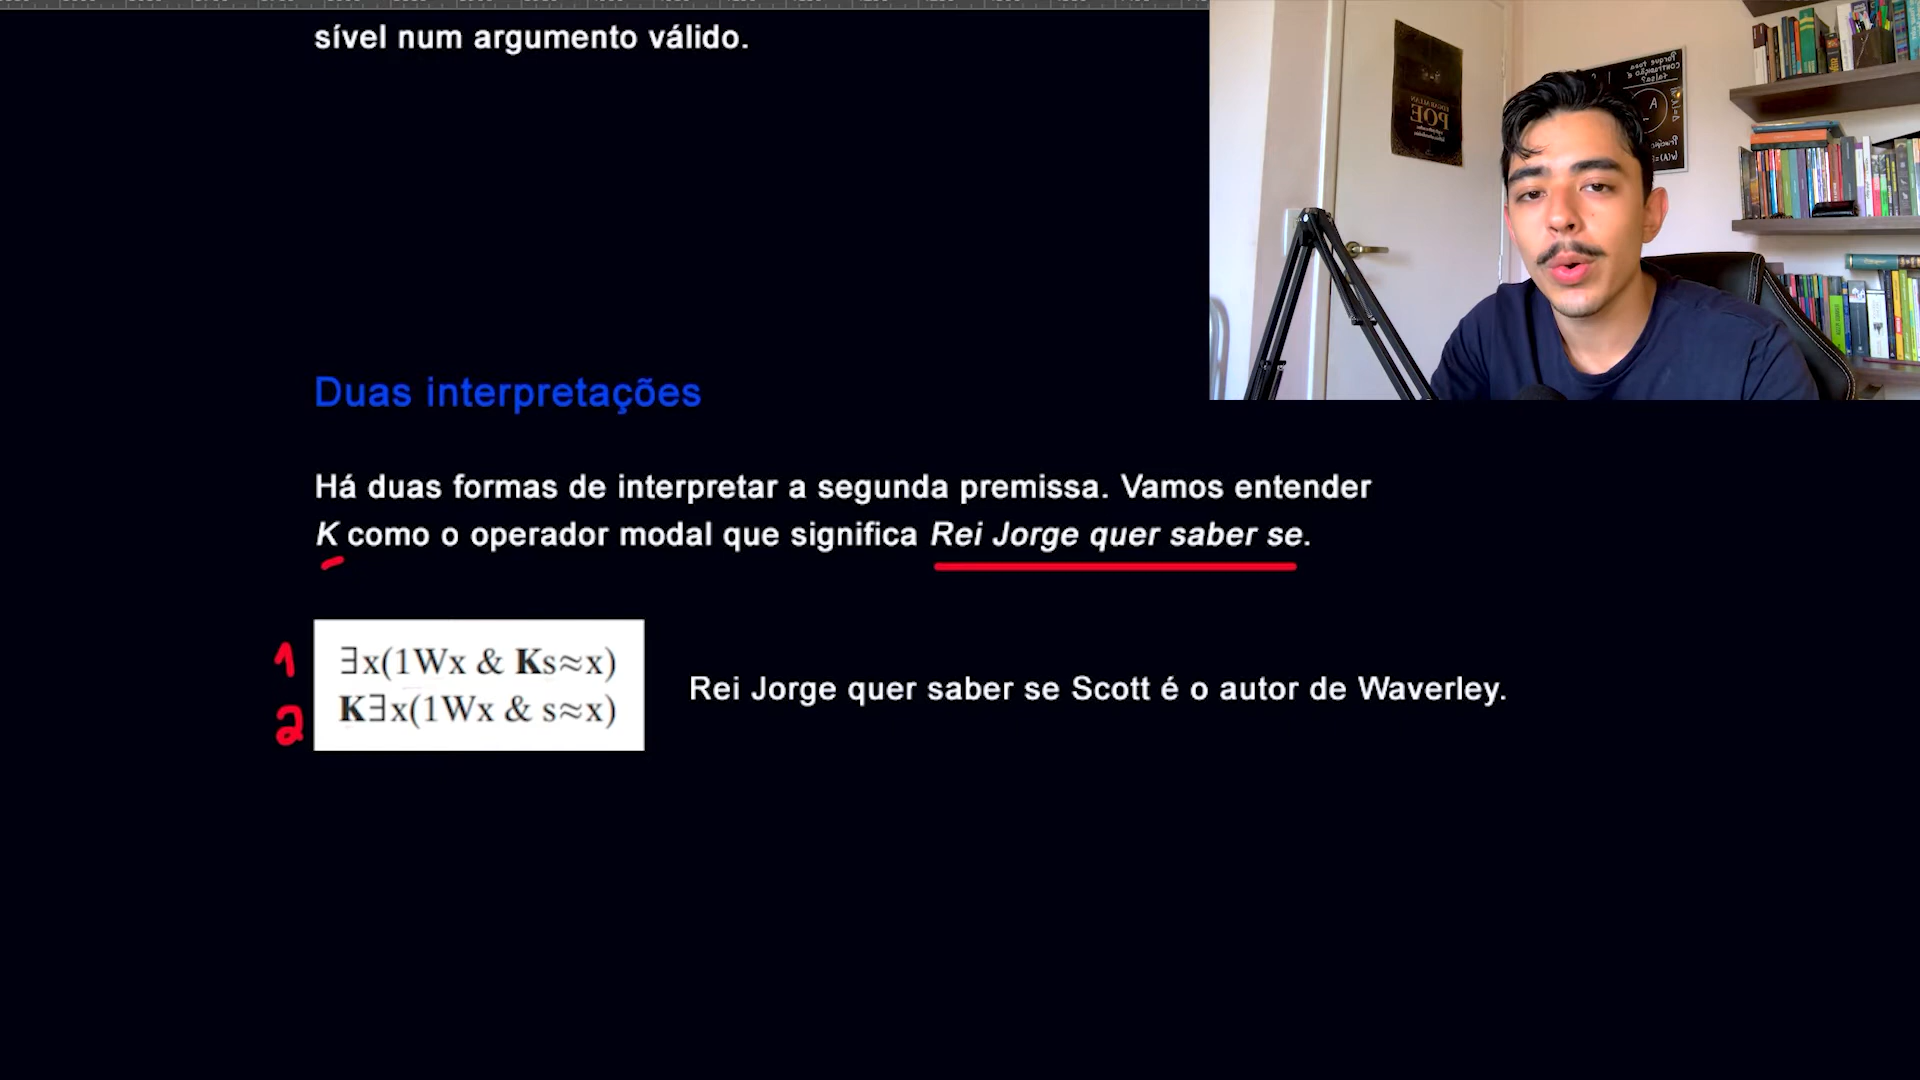 sível num argumento válido.
Duas interpretações
Há duas formas de interpretar a segunda premissa. Vamos entender
K como o operador modal que significa Rei Jorge quer saber se.
1 ∃x(1Wx & Ks≈x)
2 K∃x(1Wx & s≈x)
Rei Jorge quer saber se Scott é o autor de Waverley.
POE